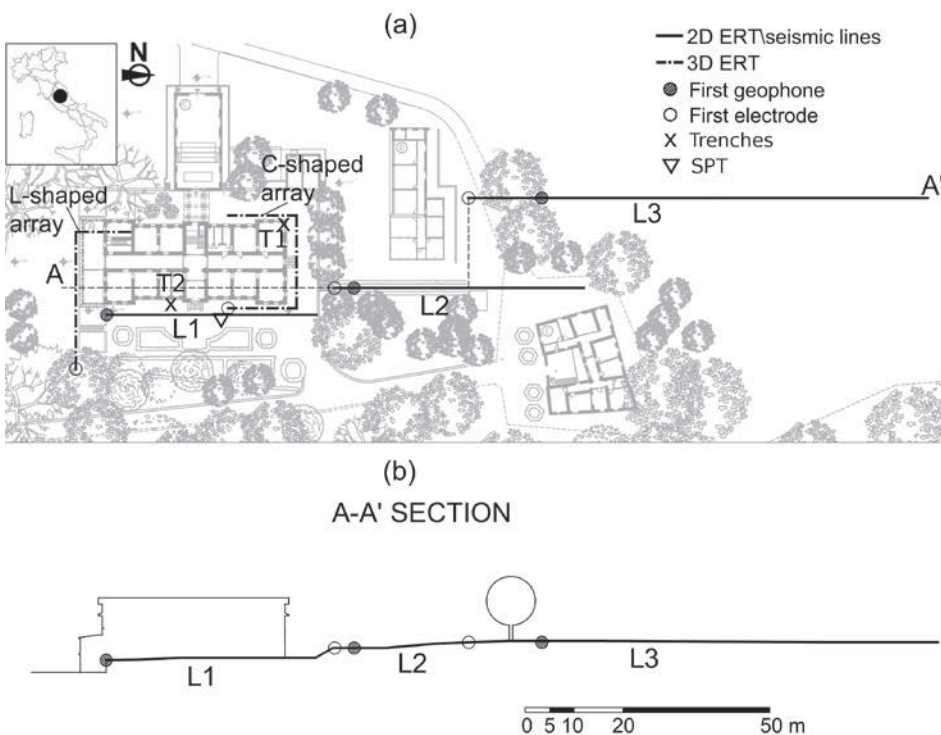 (a)
N
2D ERT\seismic lines
3D ERT
First geophone
First electrode
X Trenches
SPT
C-shaped
array
L-shaped
array
T1
A'
L3
A
T2
L2
L1
(b)
A-A' SECTION
L1
L2
L3
0 5 10 20 50 m